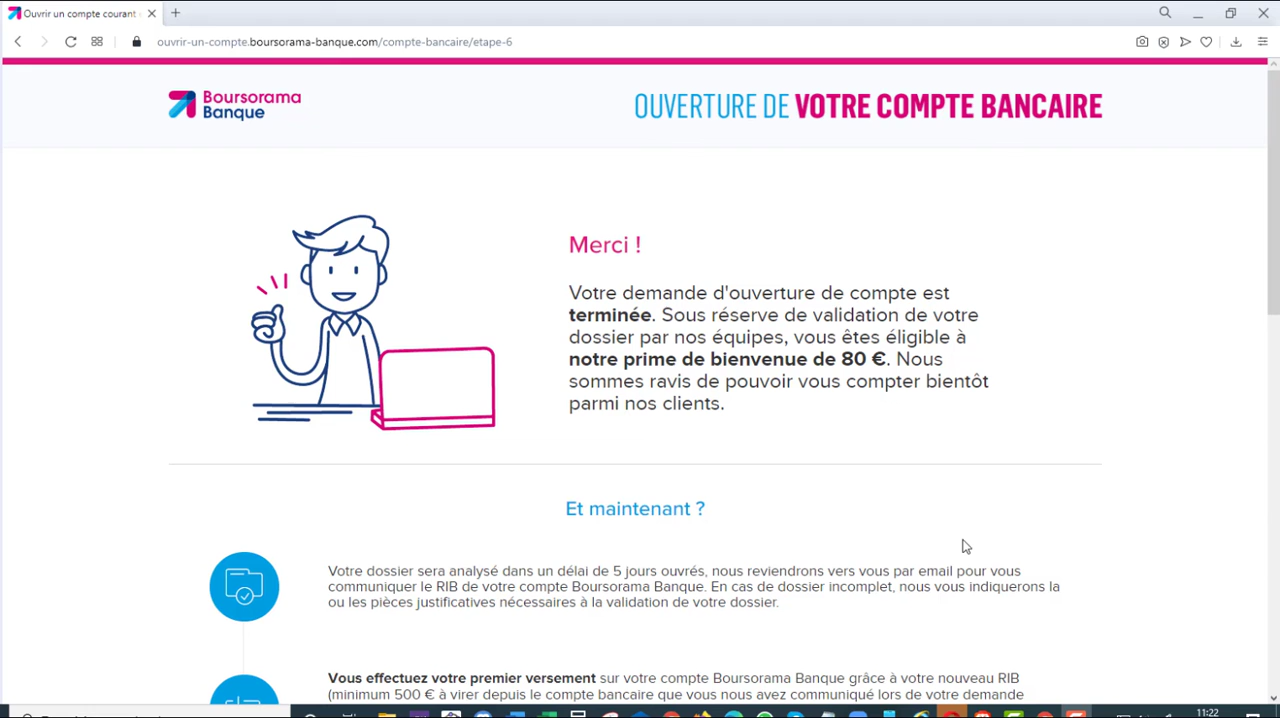 Ouvrir un compte courant
ouvrir-un-compte.boursorama-banque.com/compte-bancaire/etape-6
Boursorama
Banque
OUVERTURE DE VOTRE COMPTE BANCAIRE
Merci !
Votre demande d'ouverture de compte est
terminée. Sous réserve de validation de votre
dossier par nos équipes, vous êtes éligible à
notre prime de bienvenue de 80 €. Nous
sommes ravis de pouvoir vous compter bientôt
parmi nos clients.
Et maintenant ?
Votre dossier sera analysé dans un délai de 5 jours ouvrés, nous reviendrons vers vous par email pour vous
communiquer le RIB de votre compte Boursorama Banque. En cas de dossier incomplet, nous vous indiquerons la
ou les pièces justificatives nécessaires à la validation de votre dossier.
Vous effectuez votre premier versement sur votre compte Boursorama Banque grâce à votre nouveau RIB
(minimum 500 € à virer depuis le compte bancaire que vous nous avez communiqué lors de votre demande
11:22